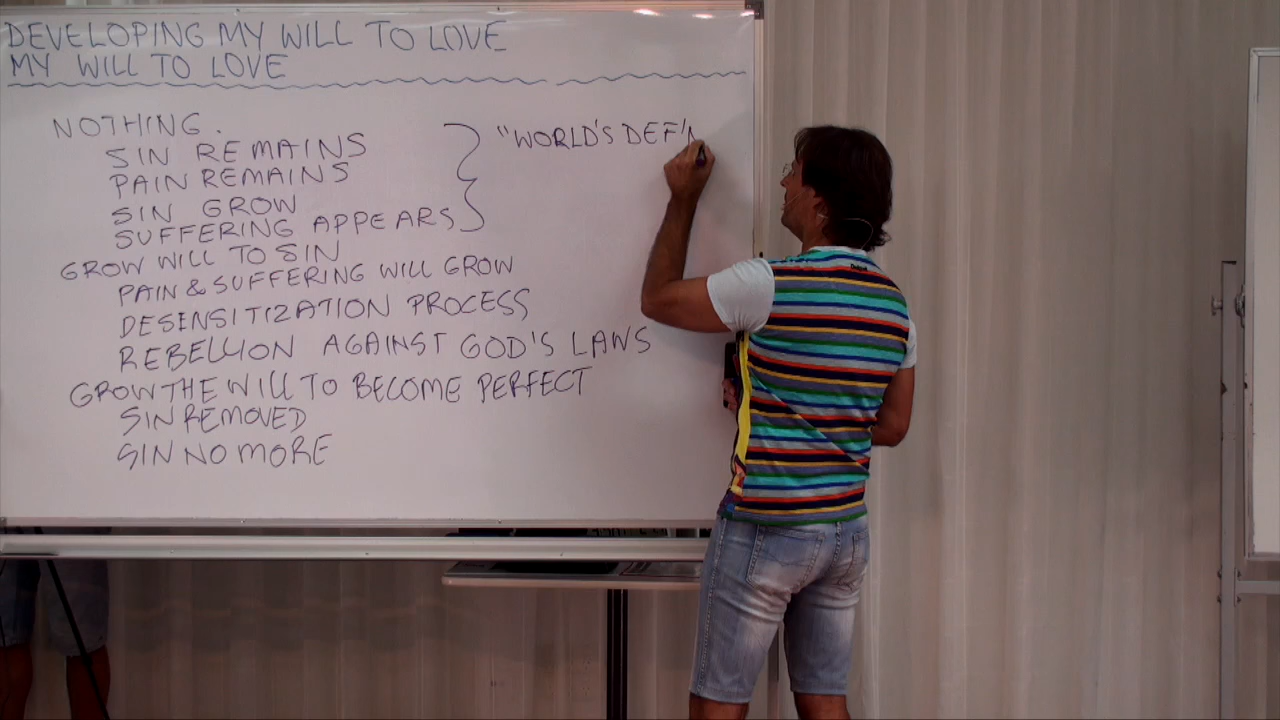 DEVELOPING MY WILL TO LOVE
MY WILL TO LOVE
NOTHING.
SIN REMAINS
PAIN REMAINS
SIN GROW
SUFFERING APPEARS
"WORLD'S DEF'N
GROW WILL TO SIN
PAIN & SUFFERING WILL GROW
DESENSITIZATION PROCESS
REBELLION AGAINST GOD'S LAWS
GROW THE WILL TO BECOME PERFECT
SIN REMOVED
SIN NO MORE